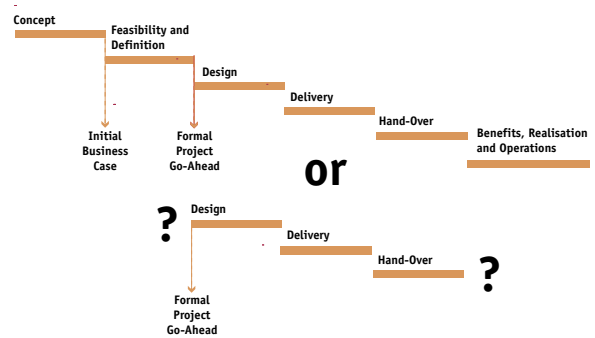 Concept
Feasibility and
Definition
Design
Delivery
Hand-Over
Benefits, Realisation
and Operations
Initial
Business
Case
Formal
Project
Go-Ahead
or
?
Design
Delivery
Hand-Over
?
Formal
Project
Go-Ahead